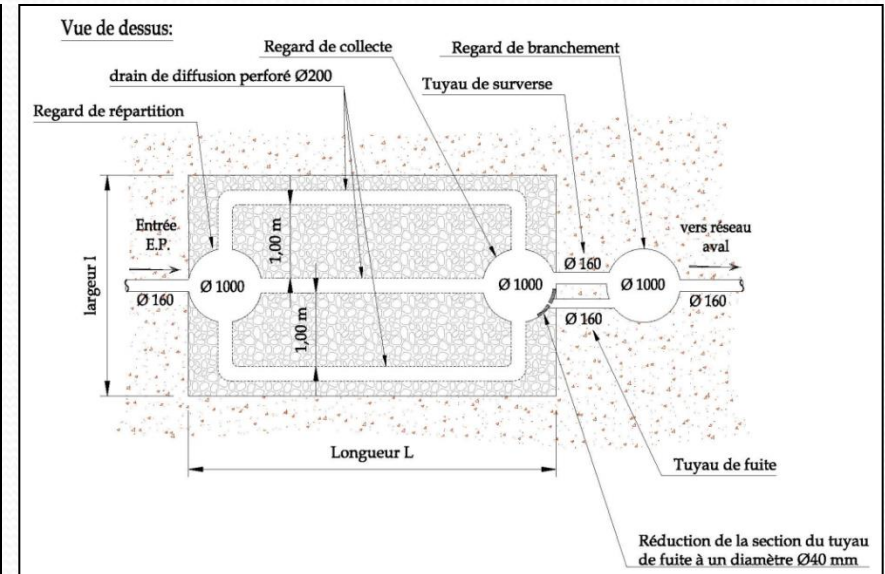 Vue de dessus:
Regard de collecte
Regard de branchement
drain de diffusion perforé Ø200
Tuyau de surverse
Regard de répartition
largeur l
Entrée
E.P.
Ø 160
Ø 1000
1,00 m
1,00 m
Ø 1000
Ø 160
Ø 160
Ø 1000
vers réseau
aval
Ø 160
Longueur L
Tuyau de fuite
Réduction de la section du tuyau
de fuite à un diamètre Ø40 mm